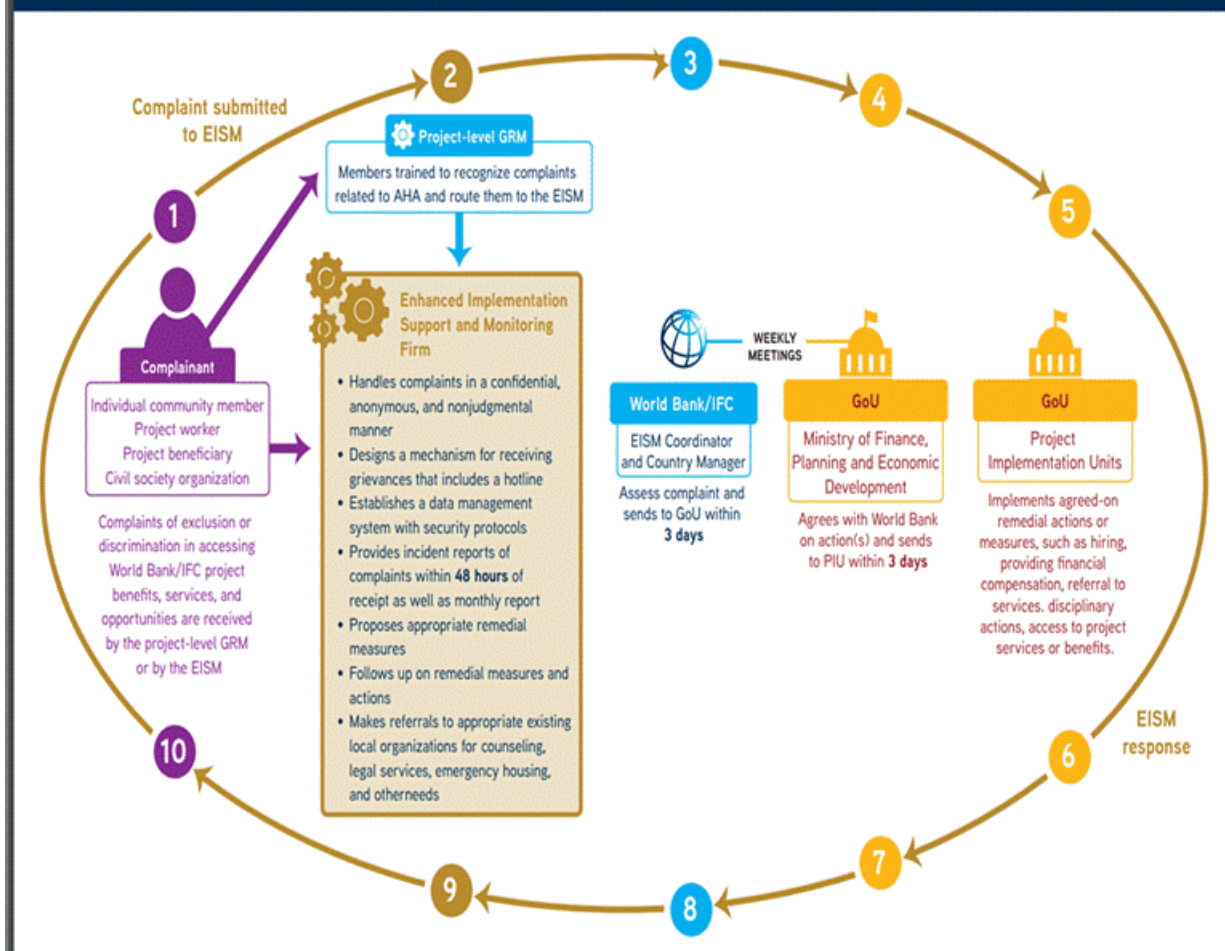 1
2
3
4
5
6
7
8
9
10
Complaint submitted
to EISM
Project-level GRM
Members trained to recognize complaints
related to AHA and route them to the EISM
Complainant
Individual community member
Project worker
Project beneficiary
Civil society organization
Complaints of exclusion or
discrimination in accessing
World Bank/IFC project
benefits, services, and
opportunities are received
by the project-level GRM
or by the EISM
Enhanced Implementation
Support and Monitoring
Firm
• Handles complaints in a confidential,
anonymous, and nonjudgmental
manner
• Designs a mechanism for receiving
grievances that includes a hotline
• Establishes a data management
system with security protocols
• Provides incident reports of
complaints within 48 hours of
receipt as well as monthly report
• Proposes appropriate remedial
measures
• Follows up on remedial measures and
actions
• Makes referrals to appropriate existing
local organizations for counseling,
legal services, emergency housing,
and otherneeds
WEEKLY
MEETINGS
World Bank/IFC
EISM Coordinator
and Country Manager
Assess complaint and
sends to GoU within
3 days
GoU
Ministry of Finance,
Planning and Economic
Development
Agrees with World Bank
on action(s) and sends
to PIU within 3 days
GoU
Project
Implementation Units
Implements agreed-on
remedial actions or
measures, such as hiring,
providing financial
compensation, referral to
services. disciplinary
actions, access to project
services or benefits.
EISM
response